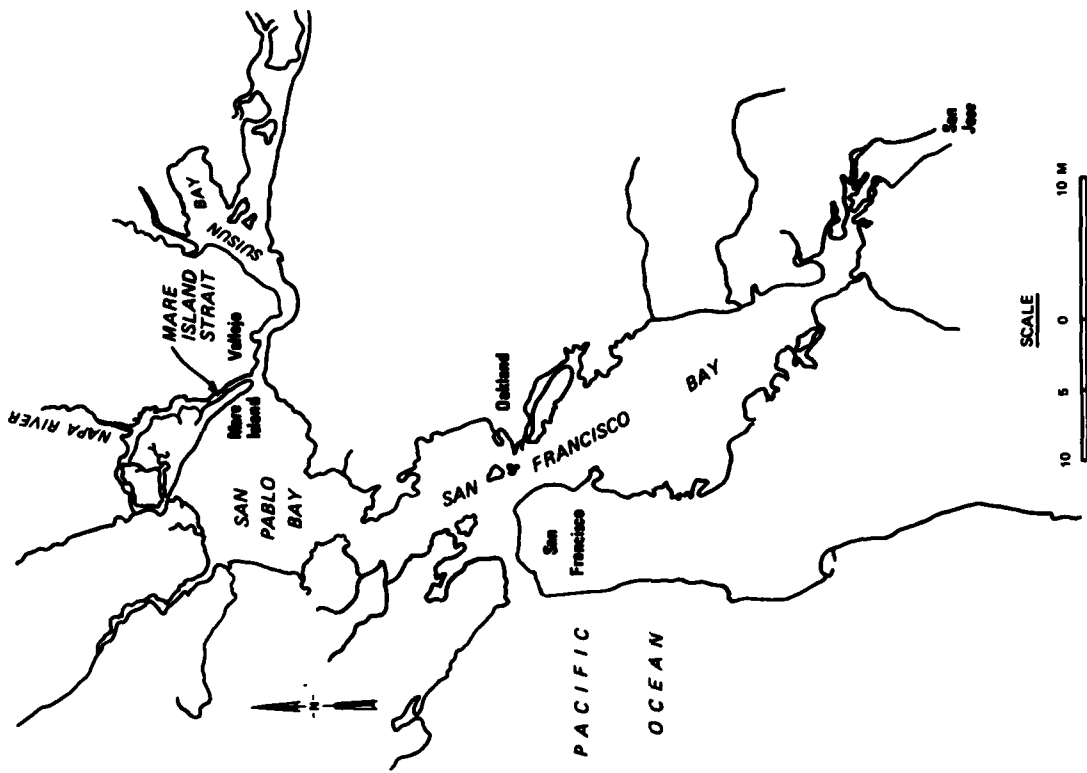 NAPA RIVER
MARE
ISLAND
STRAIT
Vallejo
SUISUN
BAY
Mare
Island
SAN
PABLO
BAY
N
Oakland
SAN FRANCISCO BAY
San
Francisco
PACIFIC
OCEAN
San
Jose
SCALE
10 5 0 10 M